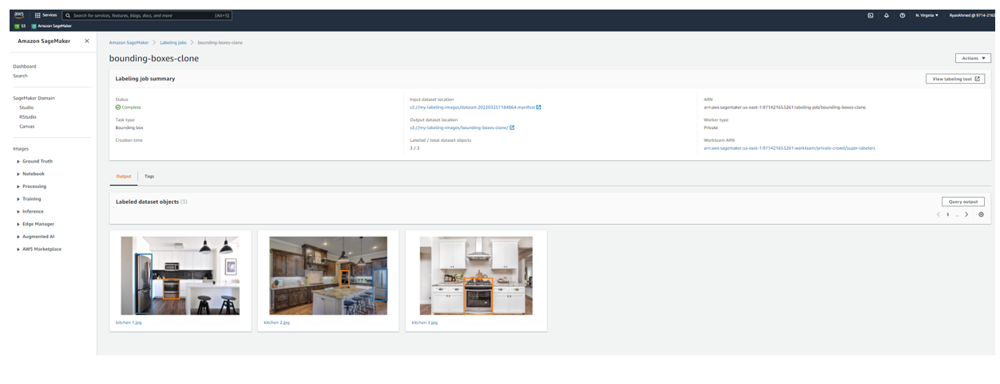 aws Services Search for services, features, blogs, docs, and more [Alt+S] N. Virginia ▼ RyanAhmed @ 9714-2165
S3 Amazon SageMaker
Amazon SageMaker ✕
Dashboard
Search
SageMaker Domain
Studio
RStudio
Canvas
Images
Ground Truth
Notebook
Processing
Training
Inference
Edge Manager
Augmented AI
AWS Marketplace
Amazon SageMaker > Labeling jobs > bounding-boxes-clone
bounding-boxes-clone
Actions ▼
Labeling job summary
View labeling tool
Status
Complete
Task type
Bounding box
Creation time
Input dataset location
s3://my-labeling-images/dataset-20220325T184864.manifest
Output dataset location
s3://my-labeling-images/bounding-boxes-clone/
Labeled / total dataset objects
3 / 3
ARN
arn:aws:sagemaker:us-east-1:971421653261:labeling-job/bounding-boxes-clone
Worker type
Private
Workteam ARN
arn:aws:sagemaker:us-east-1:971421653261:workteam/private-crowd/super-labelers
Output Tags
Labeled dataset objects (3)
Query output
< 1 ... >
kitchen 1.jpg
kitchen 2.jpg
kitchen 3.jpg